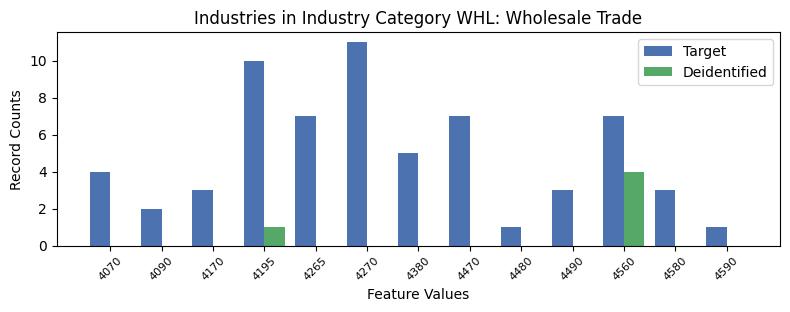 Industries in Industry Category WHL: Wholesale Trade
Target
Deidentified
Record Counts
10
8
6
4
2
0
4070 4090 4170 4195 4265 4270 4380 4470 4480 4490 4560 4580 4590
Feature Values